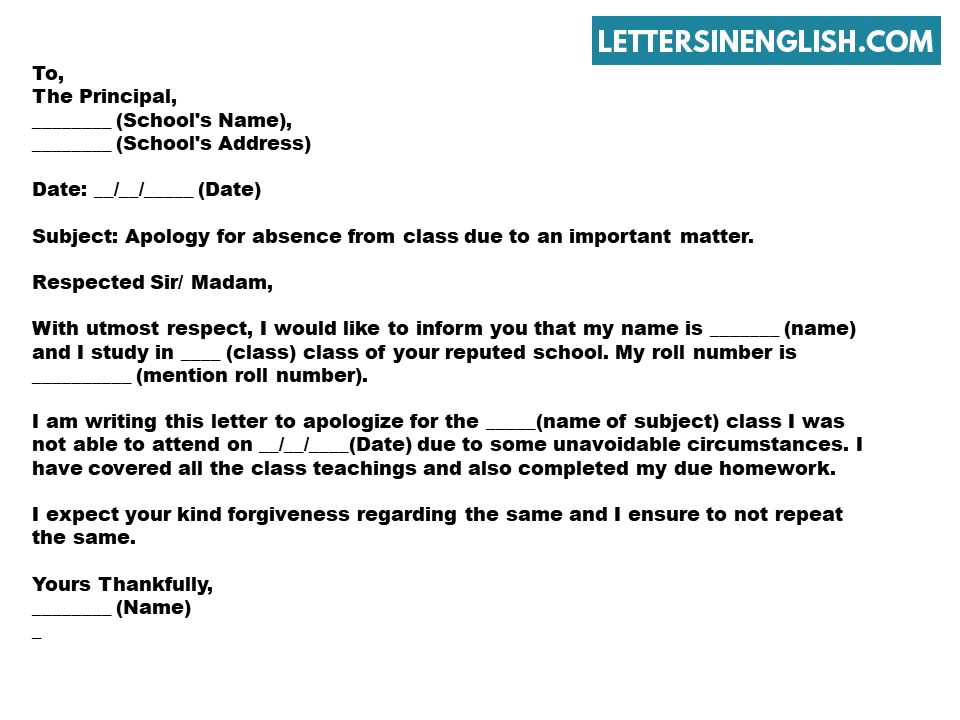 LETTERSINENGLISH.COM
To,
The Principal,
________ (School's Name),
________ (School's Address)
Date: __/__/_____ (Date)
Subject: Apology for absence from class due to an important matter.
Respected Sir/ Madam,
With utmost respect, I would like to inform you that my name is _______ (name)
and I study in ____ (class) class of your reputed school. My roll number is
__________ (mention roll number).
I am writing this letter to apologize for the _____(name of subject) class I was
not able to attend on __/__/____(Date) due to some unavoidable circumstances. I
have covered all the class teachings and also completed my due homework.
I expect your kind forgiveness regarding the same and I ensure to not repeat
the same.
Yours Thankfully,
________ (Name)
_